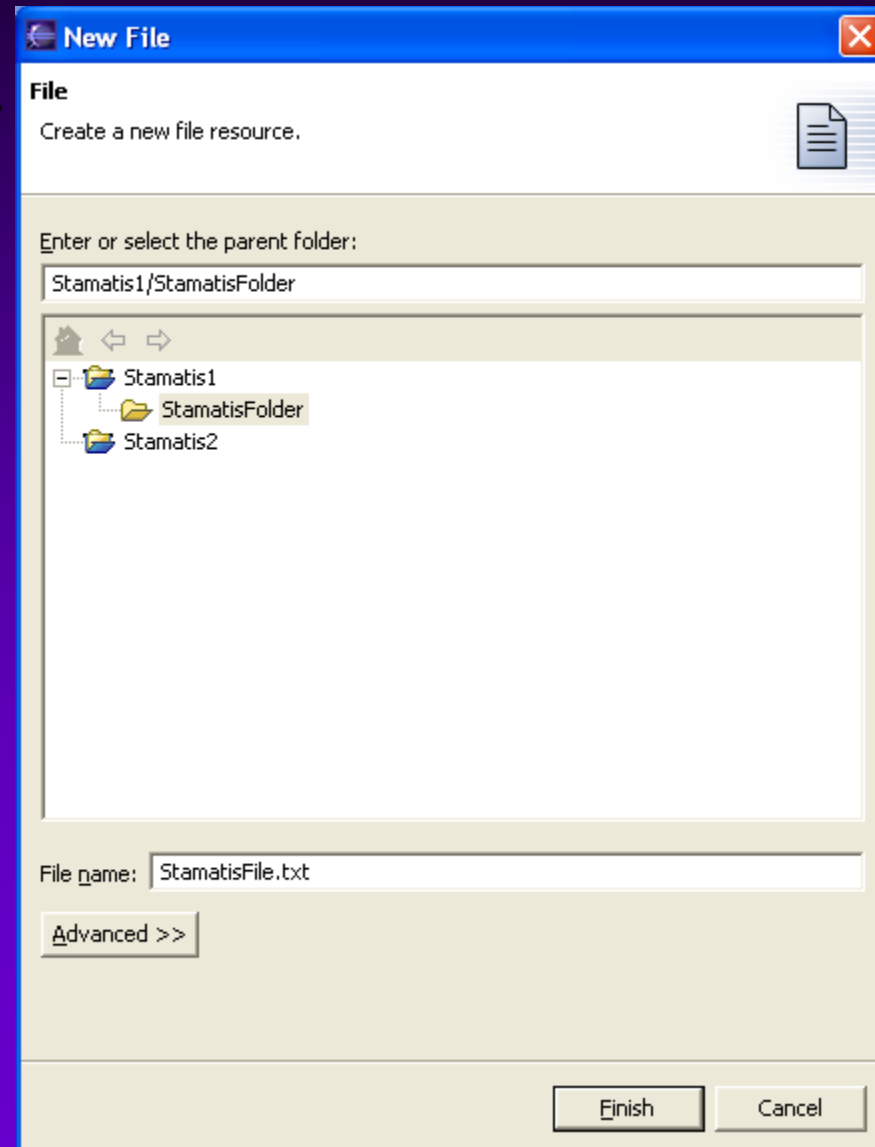 New File
File
Create a new file resource.
Enter or select the parent folder:
Stamatis1/StamatisFolder
Stamatis1
StamatisFolder
Stamatis2
File name: StamatisFile.txt
Advanced >>
Finish Cancel